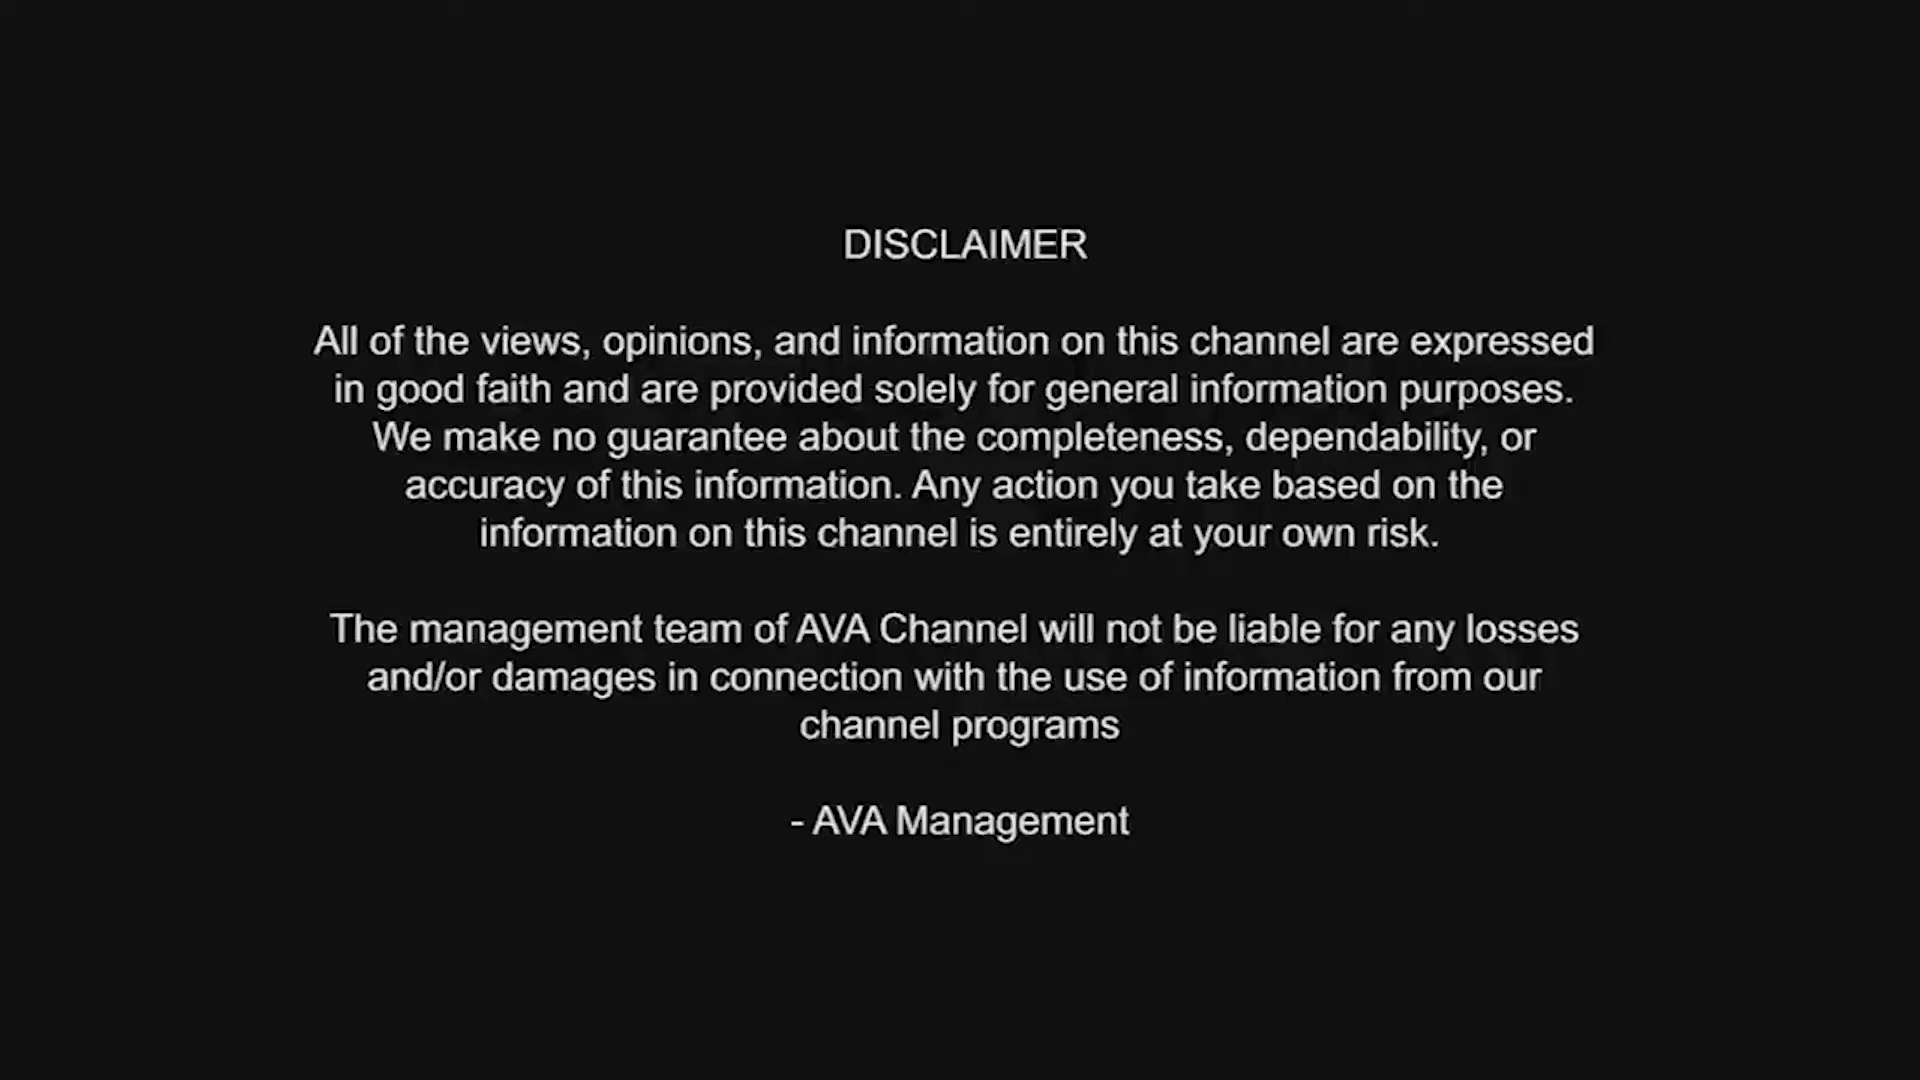 DISCLAIMER
All of the views, opinions, and information on this channel are expressed
in good faith and are provided solely for general information purposes.
We make no guarantee about the completeness, dependability, or
accuracy of this information. Any action you take based on the
information on this channel is entirely at your own risk.
The management team of AVA Channel will not be liable for any losses
and/or damages in connection with the use of information from our
channel programs
- AVA Management